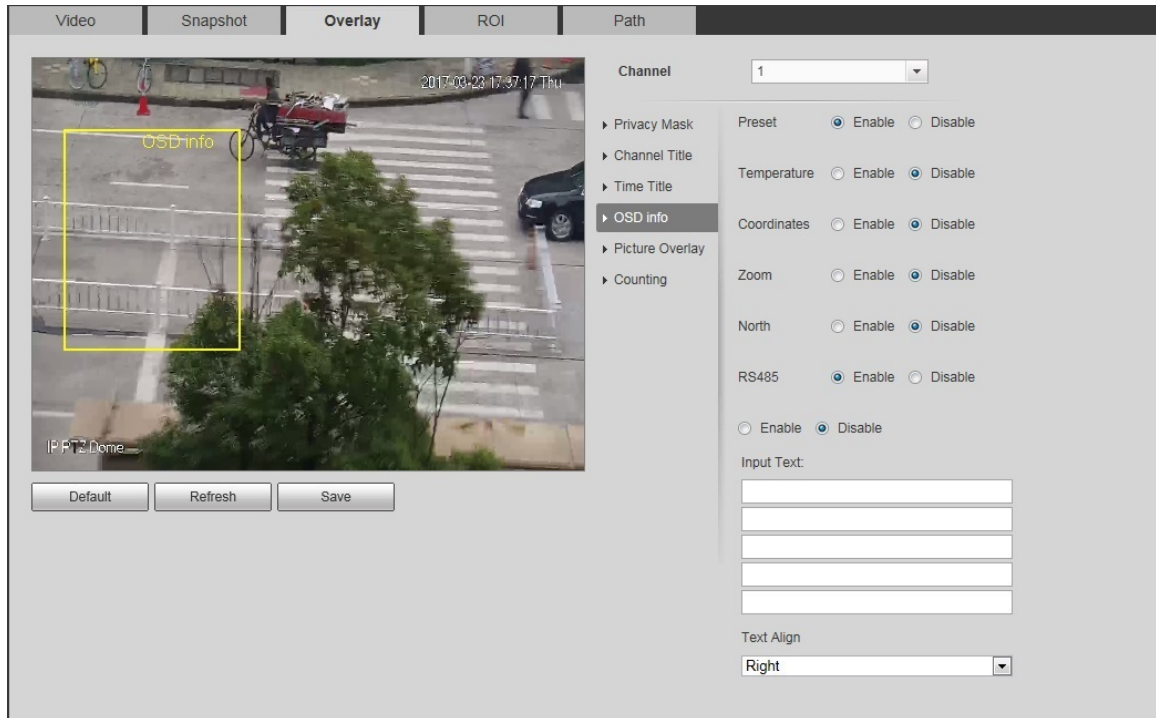 Video Snapshot Overlay ROI Path
2017-03-23 17:37:17 Thu
OSD info
IP PTZ Dome
Default Refresh Save
Channel 1
Privacy Mask
Channel Title
Time Title
OSD info
Picture Overlay
Counting
Preset Enable Disable
Temperature Enable Disable
Coordinates Enable Disable
Zoom Enable Disable
North Enable Disable
RS485 Enable Disable
Enable Disable
Input Text:
Text Align
Right